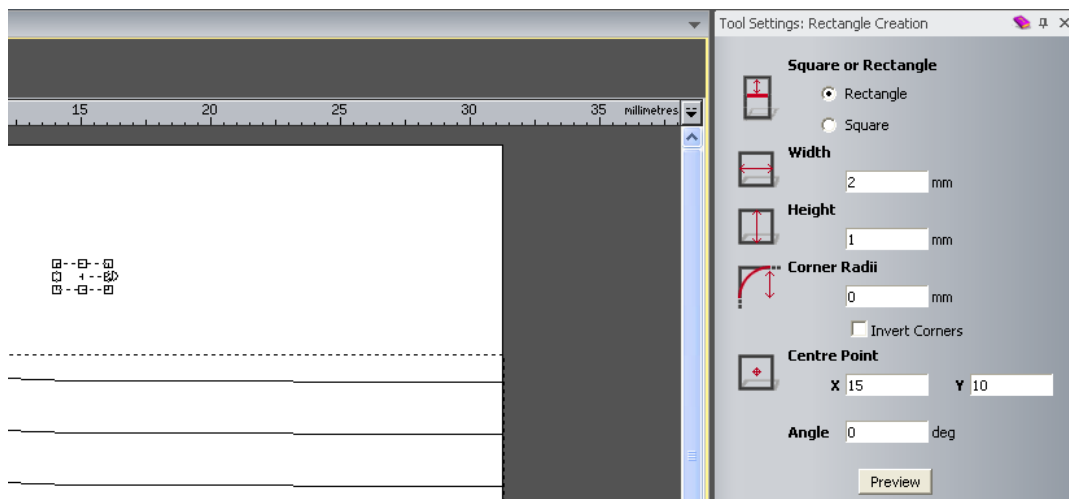 Tool Settings: Rectangle Creation
15 20 25 30 35 millimetres
Square or Rectangle
Rectangle
Square
Width
2 mm
Height
1 mm
Corner Radii
0 mm
Invert Corners
Centre Point
X 15 Y 10
Angle 0 deg
Preview